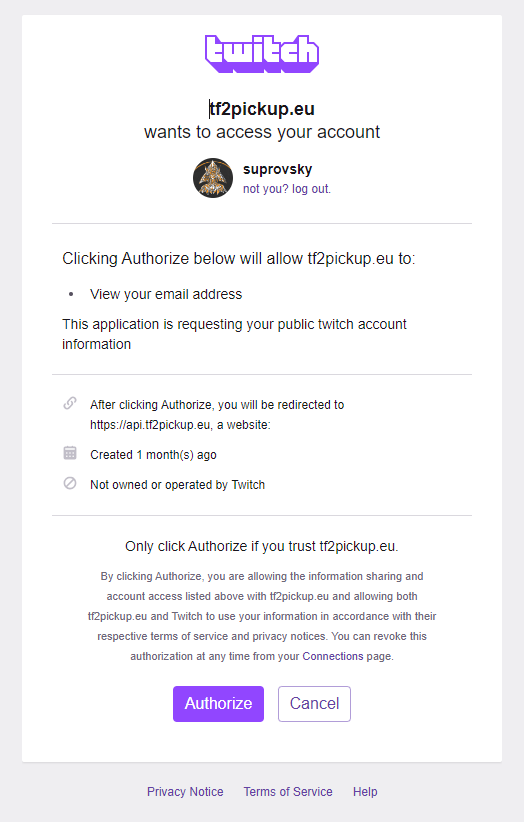 twitch
tf2pickup.eu
wants to access your account
suprovsky
not you? log out.
Clicking Authorize below will allow tf2pickup.eu to:
• View your email address
This application is requesting your public twitch account
information
After clicking Authorize, you will be redirected to
https://api.tf2pickup.eu, a website:
Created 1 month(s) ago
Not owned or operated by Twitch
Only click Authorize if you trust tf2pickup.eu.
By clicking Authorize, you are allowing the information sharing and
account access listed above with tf2pickup.eu and allowing both
tf2pickup.eu and Twitch to use your information in accordance with their
respective terms of service and privacy notices. You can revoke this
authorization at any time from your Connections page.
Authorize Cancel
Privacy Notice Terms of Service Help